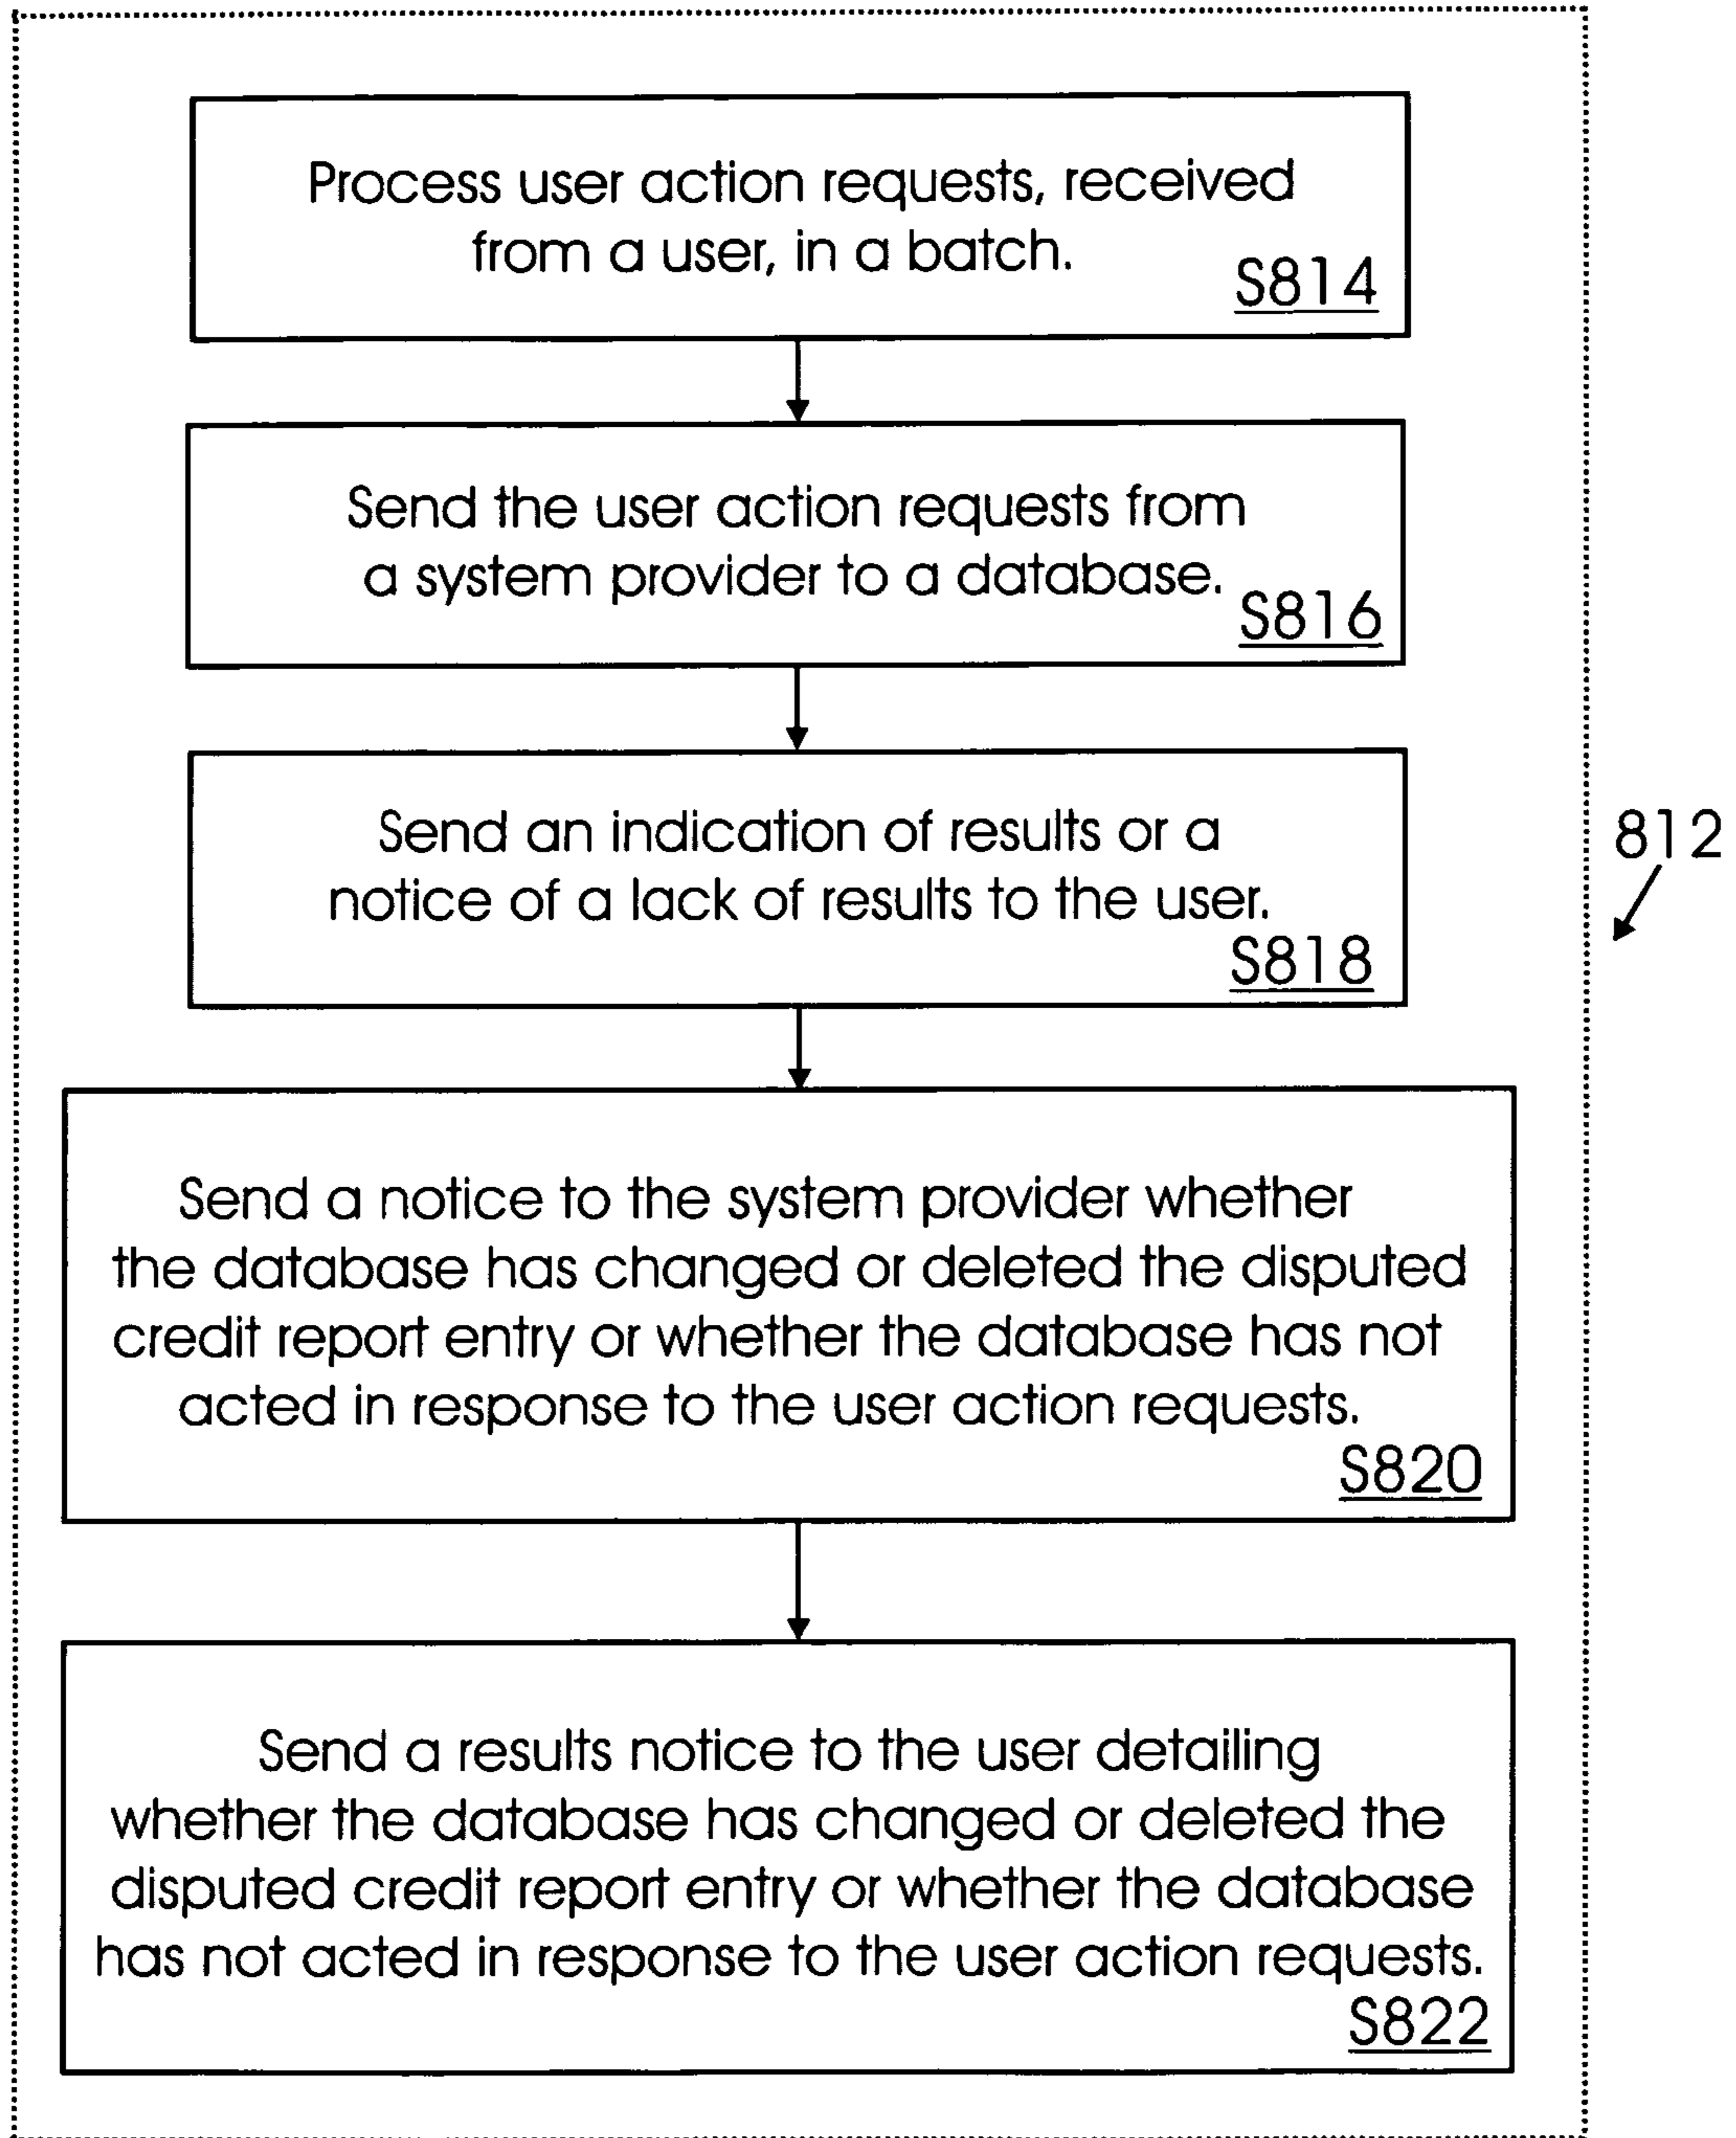 Process user action requests, received
from a user, in a batch.
S814
Send the user action requests from
a system provider to a database.
S816
Send an indication of results or a
notice of a lack of results to the user.
S818
812
Send a notice to the system provider whether
the database has changed or deleted the disputed
credit report entry or whether the database has not
acted in response to the user action requests.
S820
Send a results notice to the user detailing
whether the database has changed or deleted the
disputed credit report entry or whether the database
has not acted in response to the user action requests.
S822